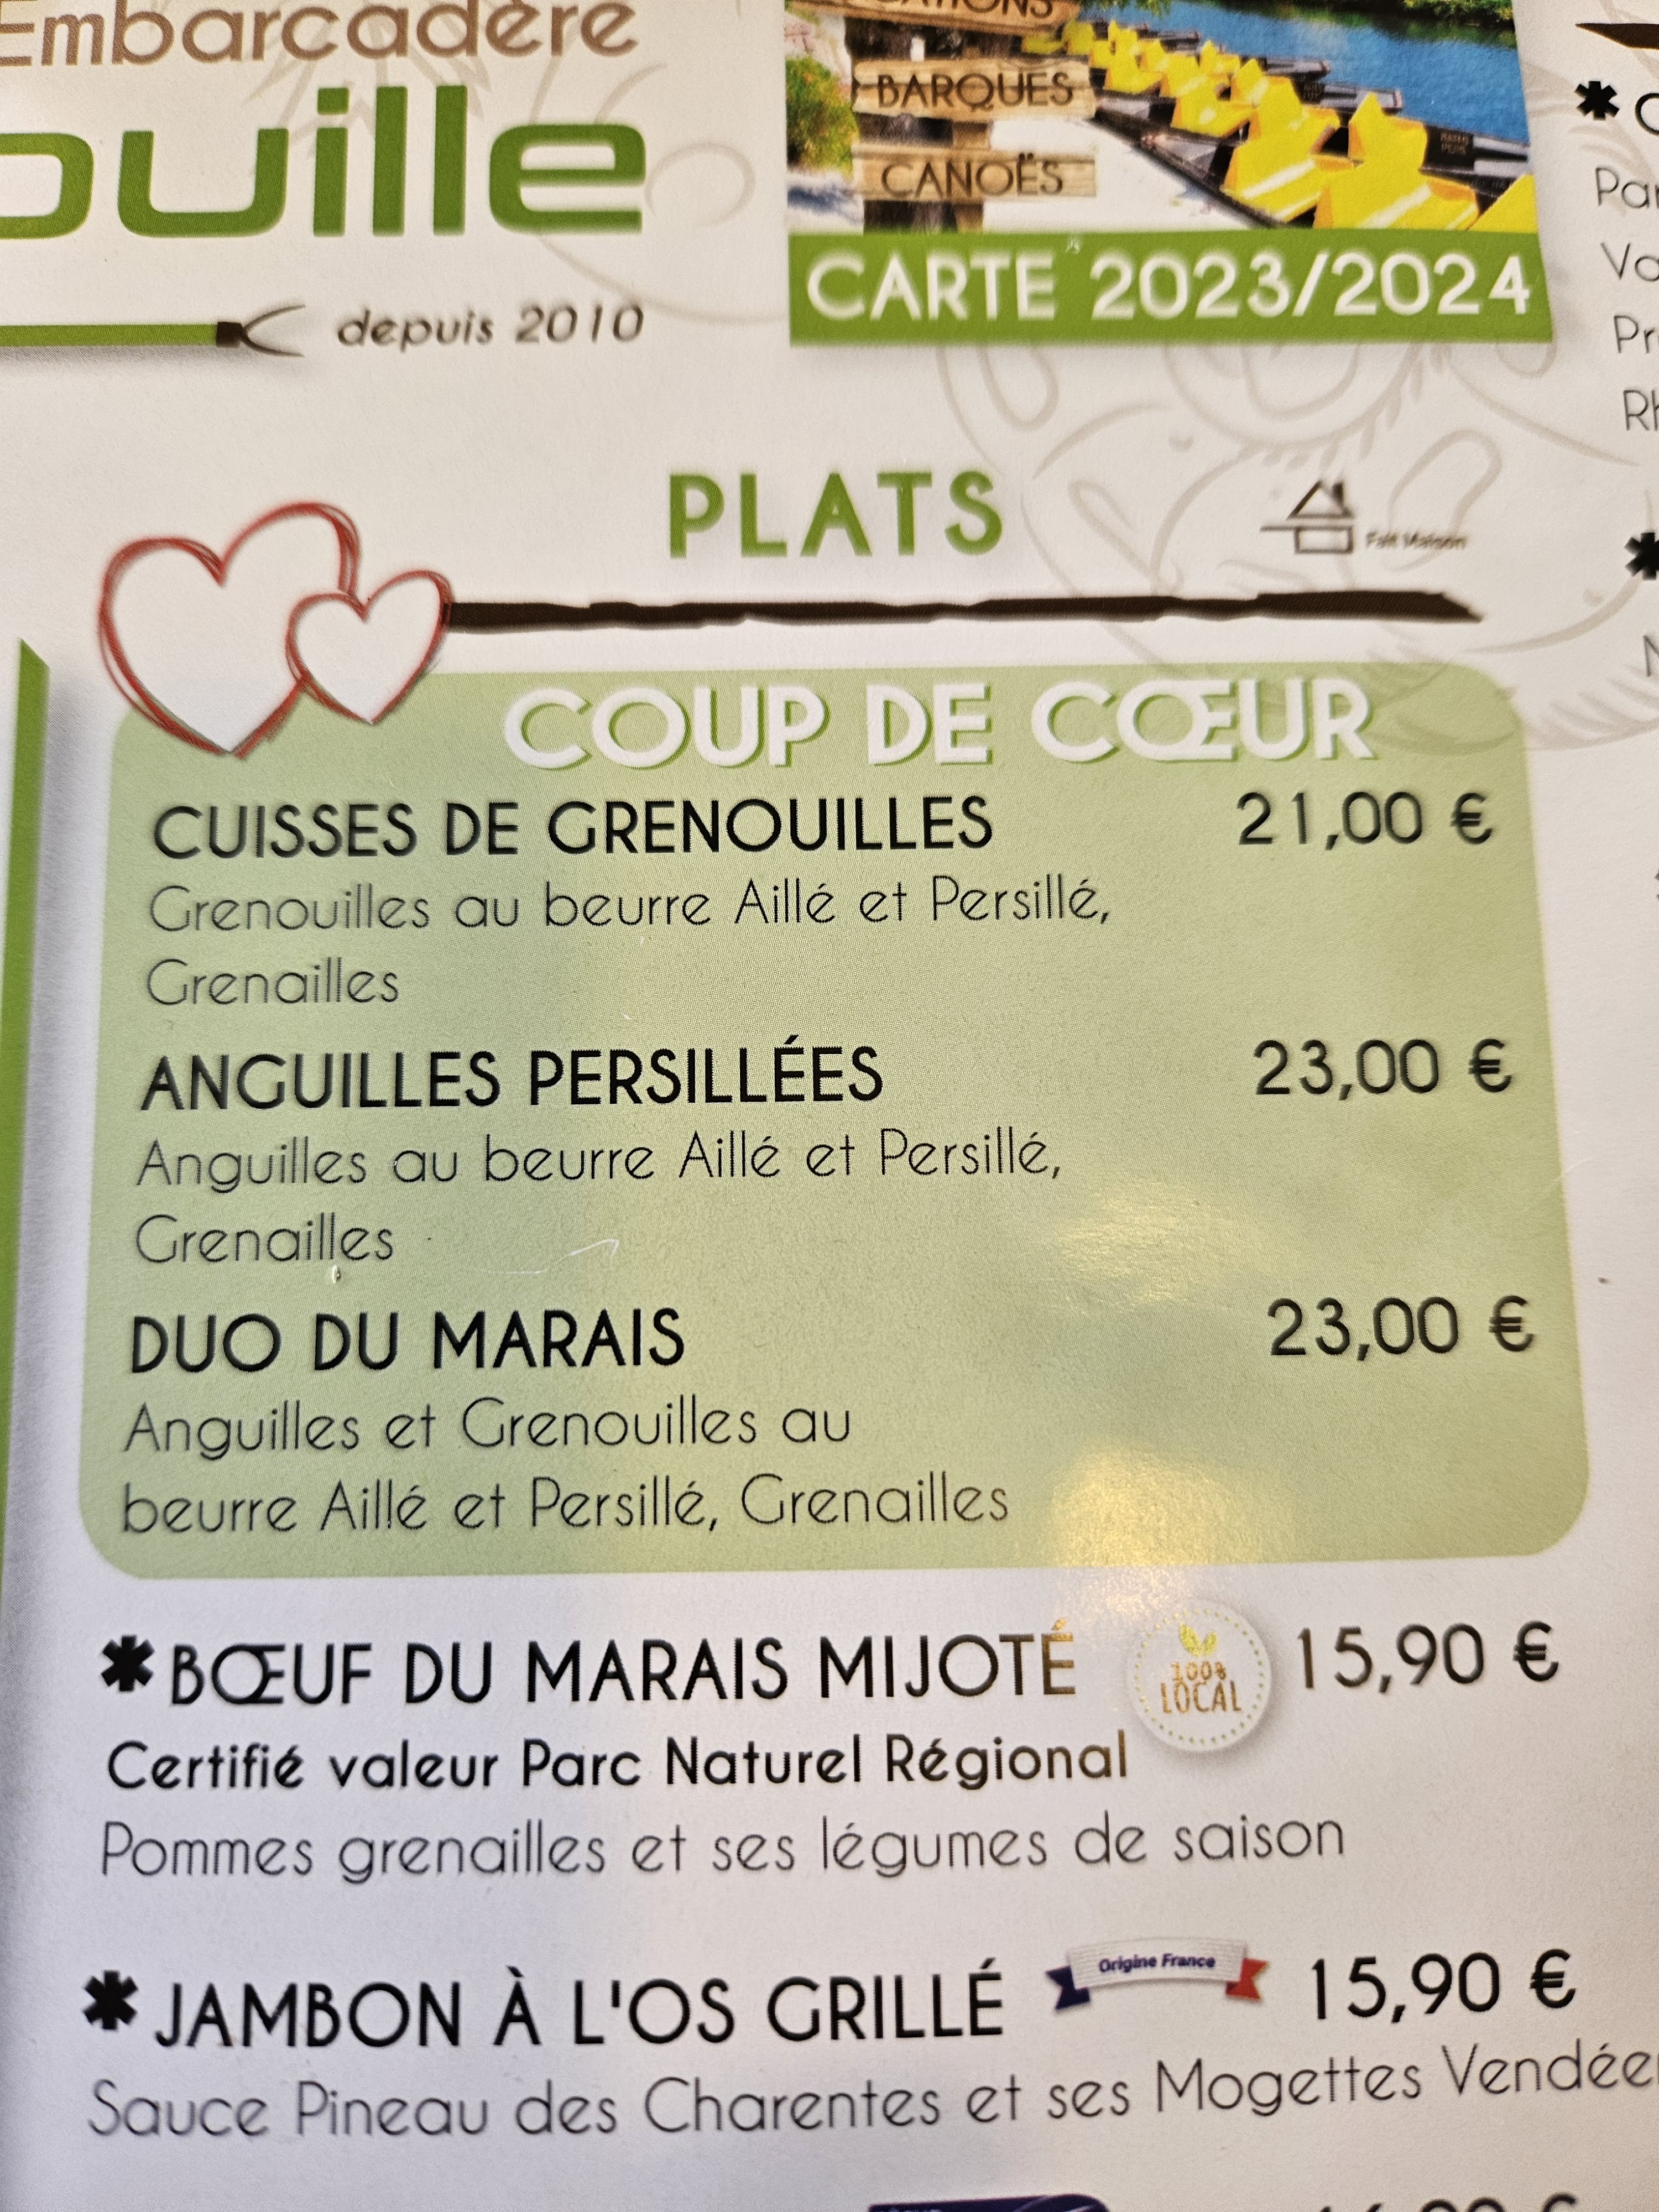 Embarcadère
ouille
depuis 2010
BARQUES
CANOËS
CARTE 2023/2024
PLATS
Fait Maison
COUP DE CŒUR
CUISSES DE GRENOUILLES 21,00 €
Grenouilles au beurre Aillé et Persillé,
Grenailles
ANGUILLES PERSILLÉES 23,00 €
Anguilles au beurre Aillé et Persillé,
Grenailles
DUO DU MARAIS 23,00 €
Anguilles et Grenouilles au
beurre Aillé et Persillé, Grenailles
*BŒUF DU MARAIS MIJOTÉ 100% LOCAL 15,90 €
Certifié valeur Parc Naturel Régional
Pommes grenailles et ses légumes de saison
*JAMBON À L'OS GRILLÉ Origine France 15,90 €
Sauce Pineau des Charentes et ses Mogettes Vendée